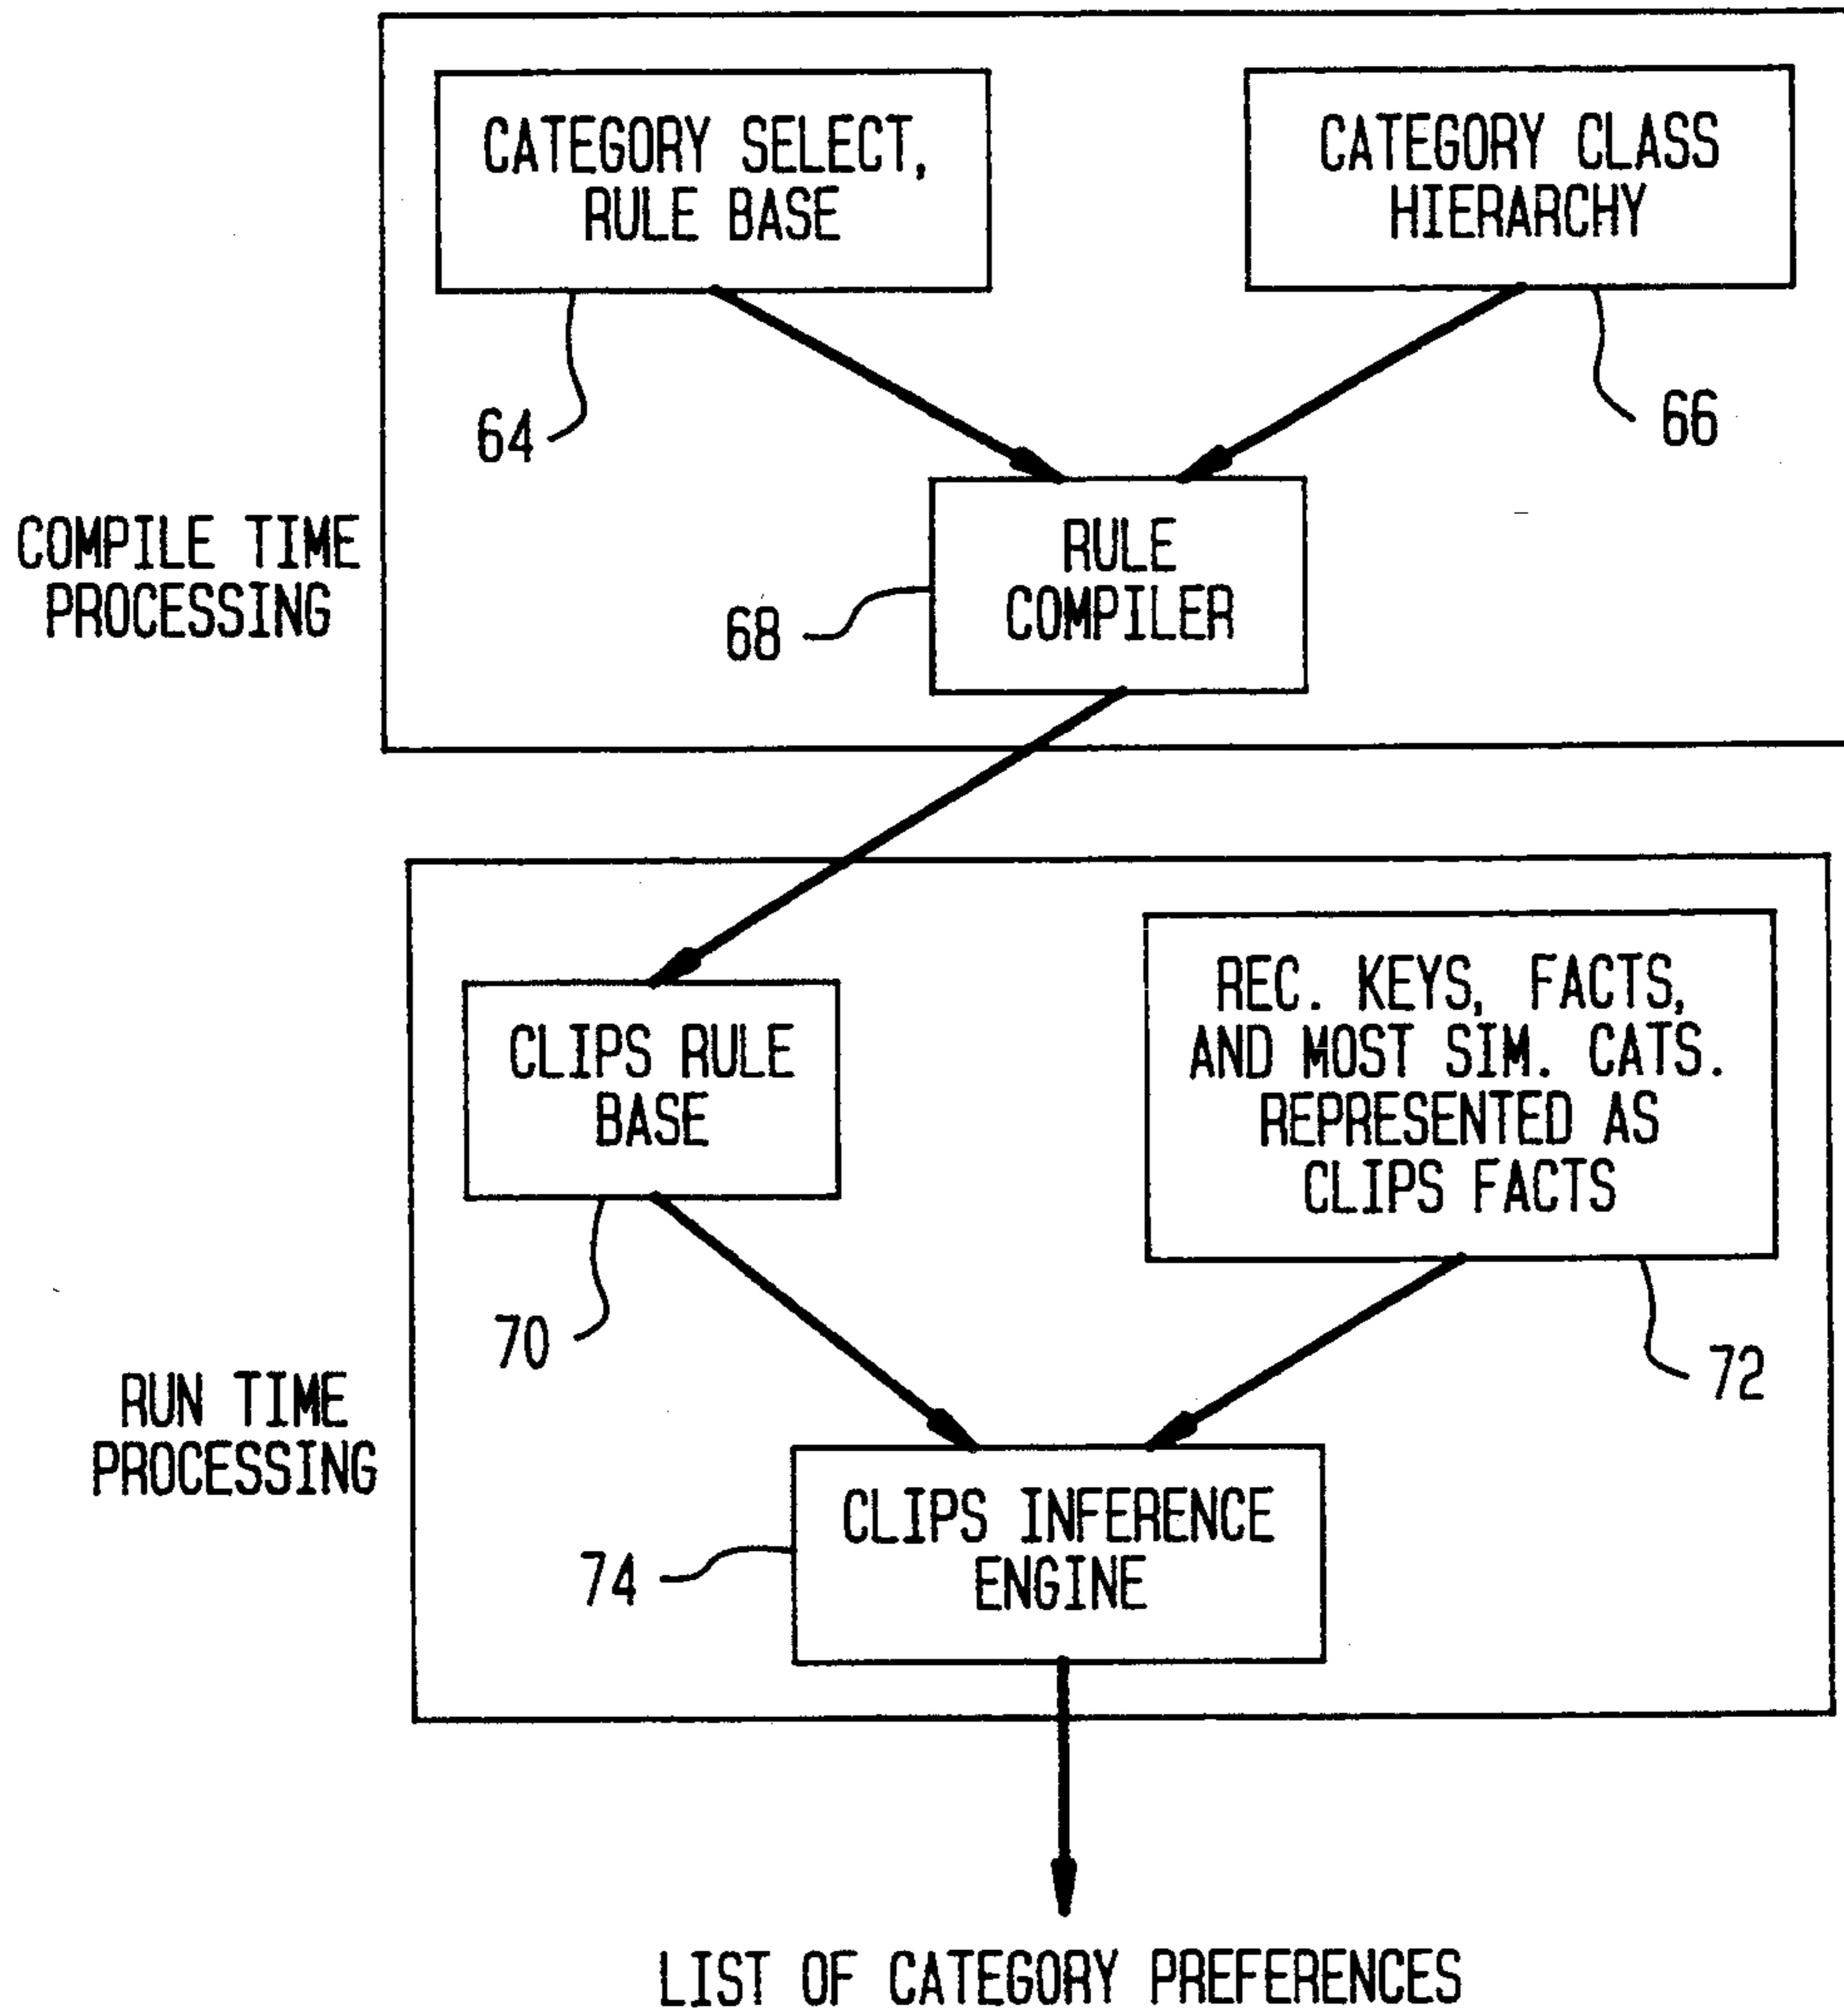 CATEGORY SELECT,
RULE BASE
CATEGORY CLASS
HIERARCHY
64
66
COMPILE TIME
PROCESSING
RULE
COMPILER
68
CLIPS RULE
BASE
REC. KEYS, FACTS,
AND MOST SIM. CATS.
REPRESENTED AS
CLIPS FACTS
70
72
RUN TIME
PROCESSING
CLIPS INFERENCE
ENGINE
74
LIST OF CATEGORY PREFERENCES